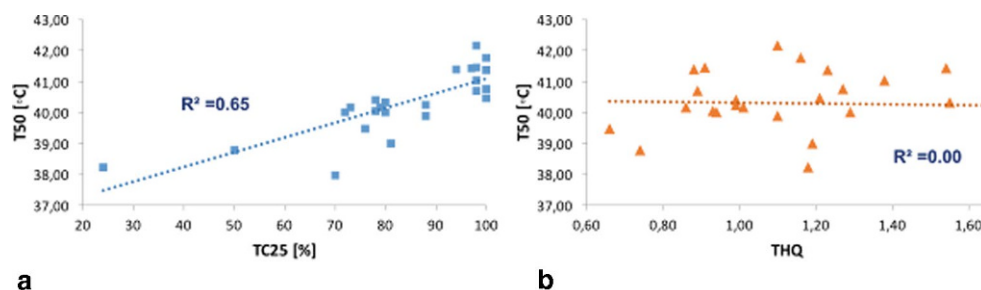 43,00
42,00
41,00
40,00
39,00
38,00
37,00
T50 [◦C]
R² =0.65
20 30 40 50 60 70 80 90 100
TC25 [%]
a
43,00
42,00
41,00
40,00
39,00
38,00
37,00
T50 [◦C]
R² =0.00
0,60 0,80 1,00 1,20 1,40 1,60
THQ
b